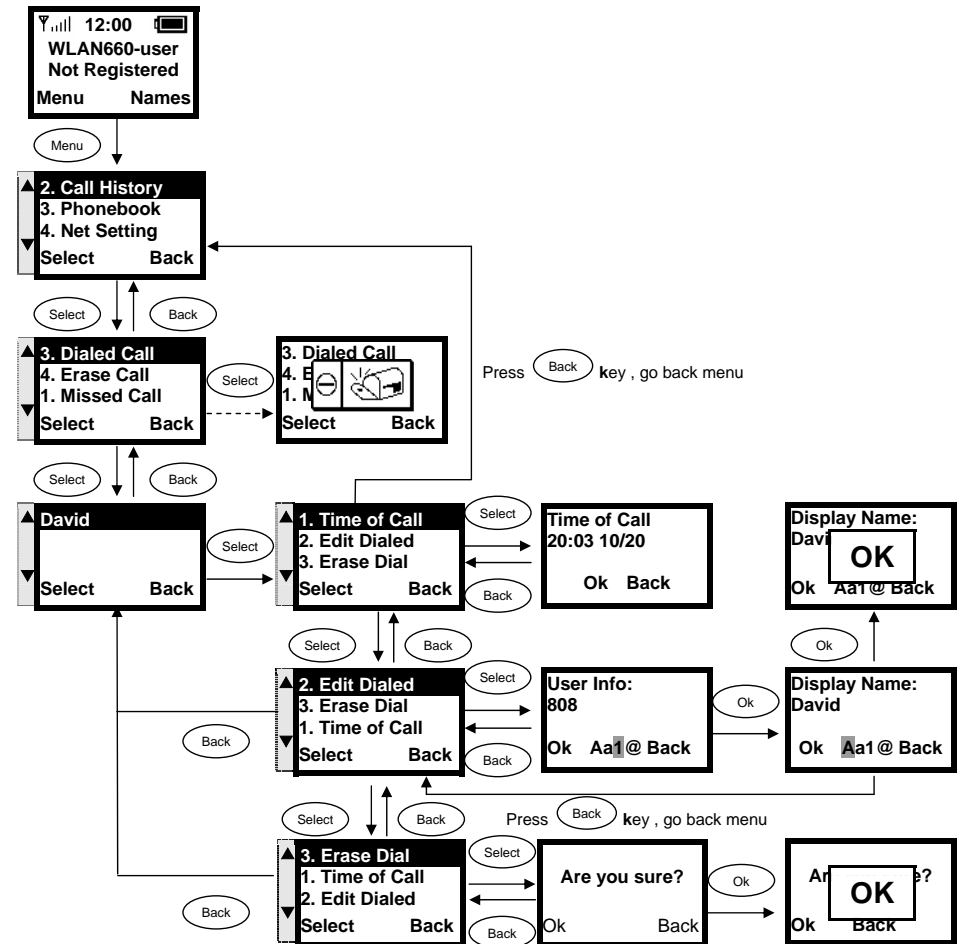 12:00
WLAN660-user
Not Registered
Menu Names
Menu
2. Call History
3. Phonebook
4. Net Setting
Select Back
Select Back
3. Dialed Call
4. Erase Call
1. Missed Call
Select Back
Select
3. Dialed Call
4. E
1. M
Select Back
Press Back key , go back menu
Select Back
David
Select Back
Select
1. Time of Call
2. Edit Dialed
3. Erase Dial
Select Back
Select
Back
Time of Call
20:03 10/20
Ok Back
Display Name:
Davi
OK
Ok Aa1@ Back
Select Back
Ok
2. Edit Dialed
3. Erase Dial
1. Time of Call
Select Back
Back
Select
Back
User Info:
808
Ok Aa1@ Back
Ok
Display Name:
David
Ok Aa1@ Back
Select Back
Press Back key , go back menu
3. Erase Dial
1. Time of Call
2. Edit Dialed
Select Back
Back
Select
Back
Are you sure?
Ok Back
Ok
Ar e?
OK
Ok Back